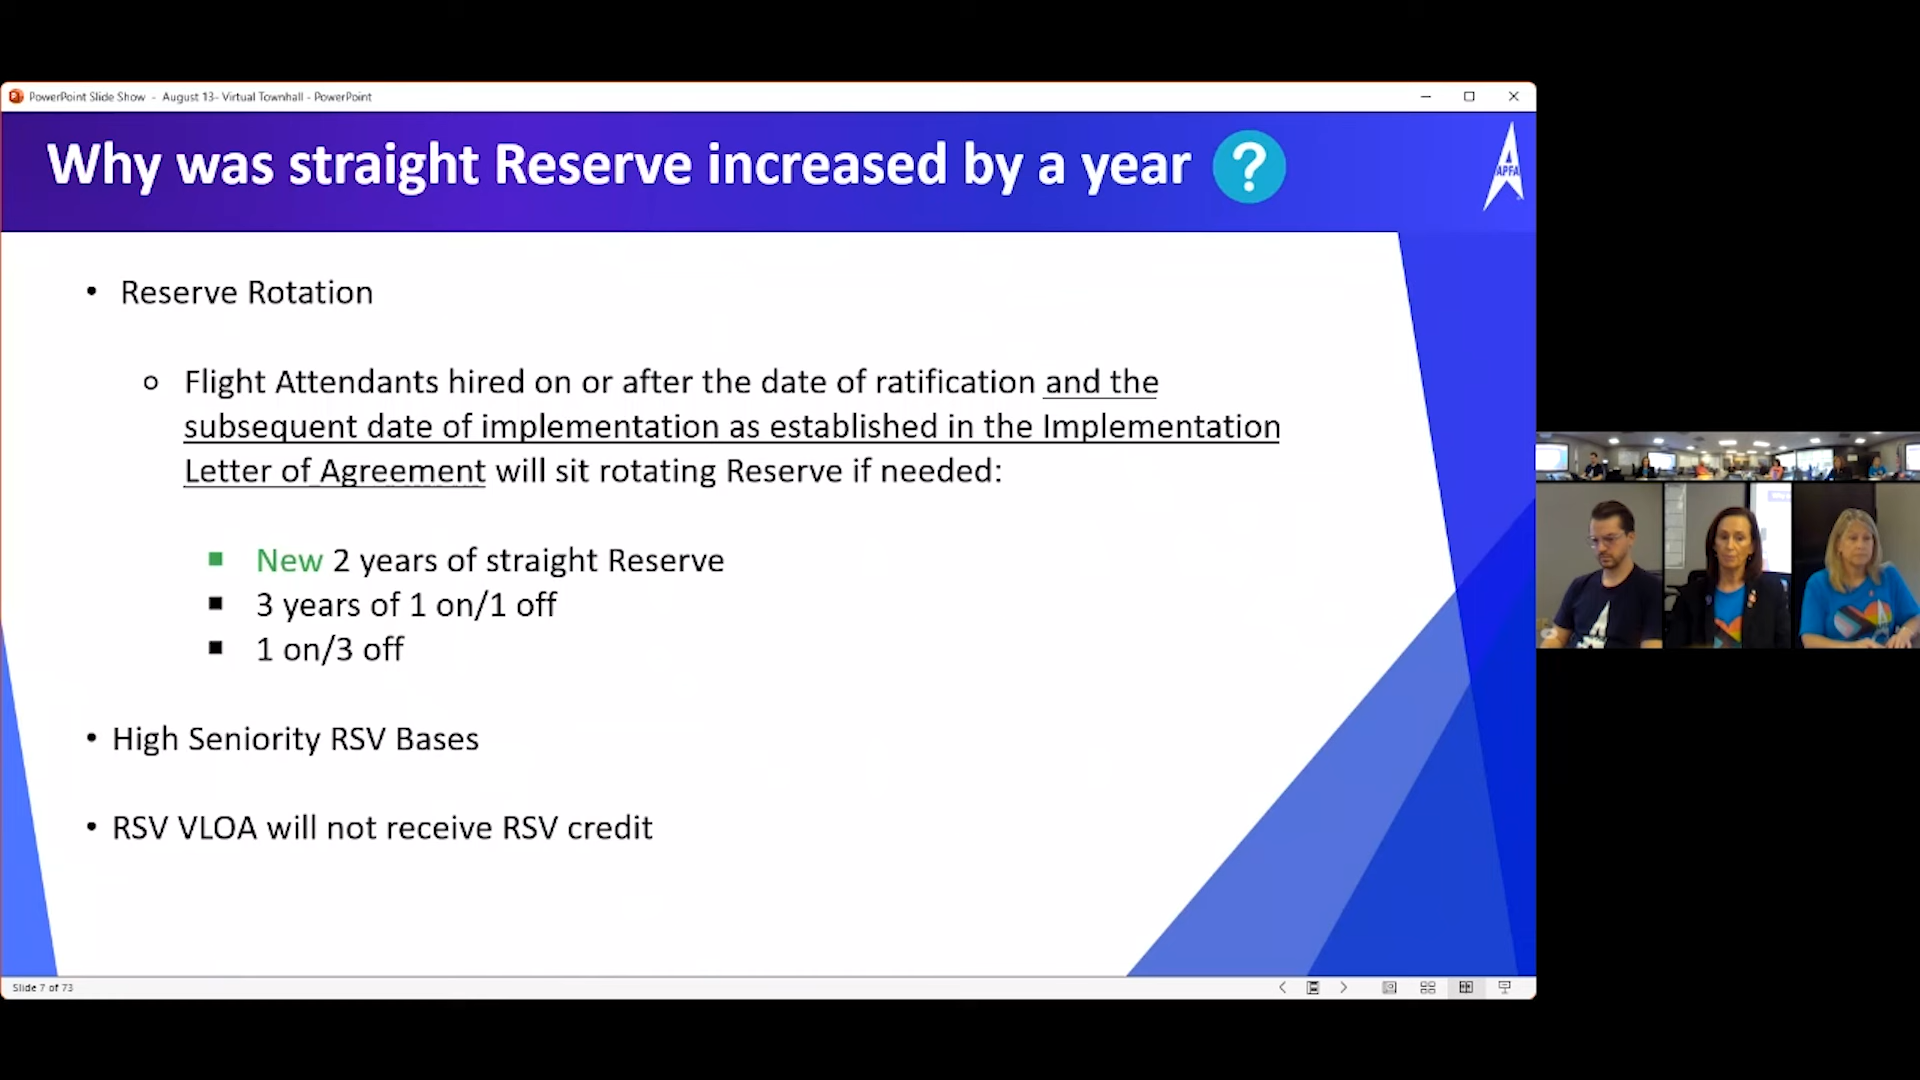 PowerPoint Slide Show - August 13- Virtual Townhall - PowerPoint
Why was straight Reserve increased by a year ?
APFA
• Reserve Rotation
o Flight Attendants hired on or after the date of ratification and the
subsequent date of implementation as established in the Implementation
Letter of Agreement will sit rotating Reserve if needed:
▪ New 2 years of straight Reserve
▪ 3 years of 1 on/1 off
▪ 1 on/3 off
• High Seniority RSV Bases
• RSV VLOA will not receive RSV credit
Slide 7 of 73